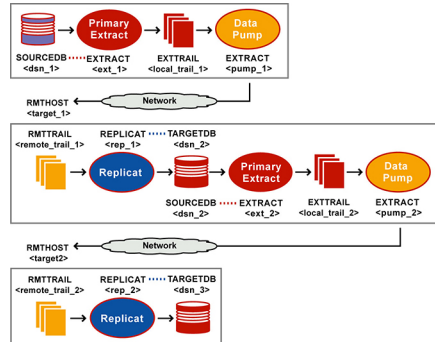 Primary
Extract
Data
Pump
SOURCEDB
<dsn_1>
EXTRACT
<ext_1>
EXTTRAIL
<local_trail_1>
EXTRACT
<pump_1>
Network
RMTHOST
<target_1>
RMTTRAIL
<remote_trail_1>
REPLICAT
<rep_1>
TARGETDB
<dsn_2>
Replicat
Primary
Extract
Data
Pump
SOURCEDB
<dsn_2>
EXTRACT
<ext_2>
EXTTRAIL
<local_trail_2>
EXTRACT
<pump_2>
Network
RMTHOST
<target2>
RMTTRAIL
<remote_trail_2>
REPLICAT
<rep_2>
TARGETDB
<dsn_3>
Replicat